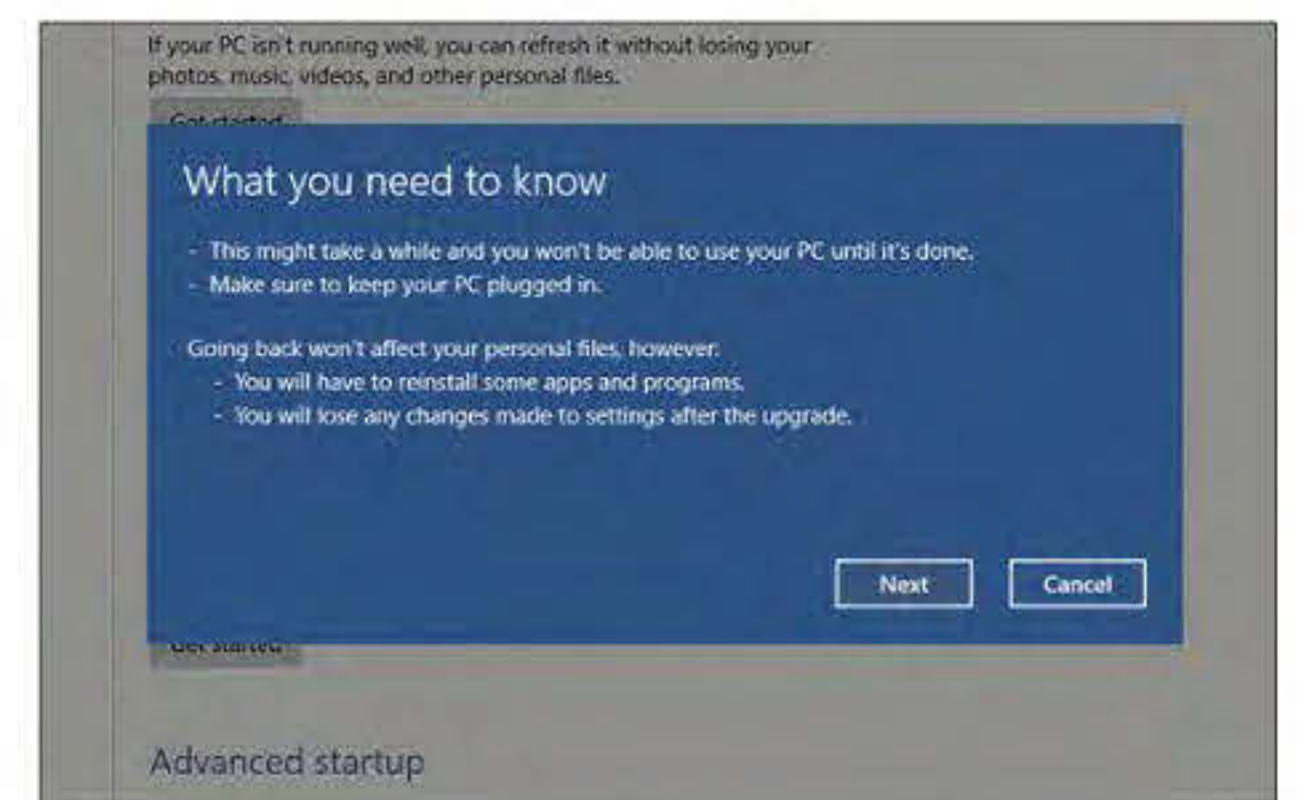 If your PC isn't running well, you can refresh it without losing your
photos, music, videos, and other personal files.
Get started
What you need to know
- This might take a while and you won't be able to use your PC until it's done.
- Make sure to keep your PC plugged in.
Going back won't affect your personal files, however:
- You will have to reinstall some apps and programs.
- You will lose any changes made to settings after the upgrade.
Next
Cancel
Get started
Advanced startup